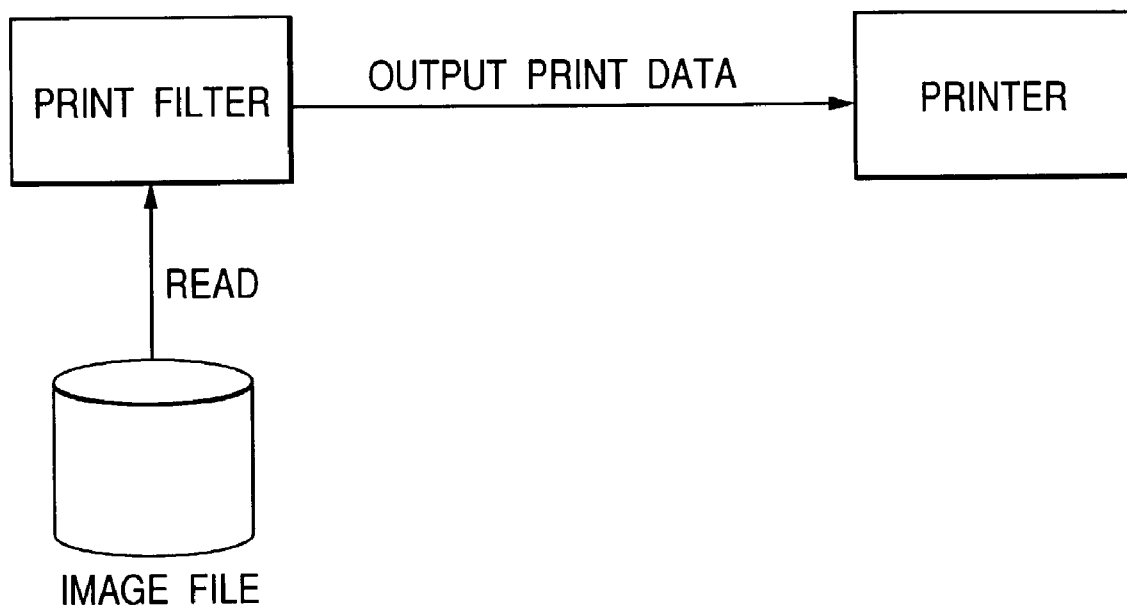 PRINT FILTER
OUTPUT PRINT DATA
PRINTER
READ
IMAGE FILE